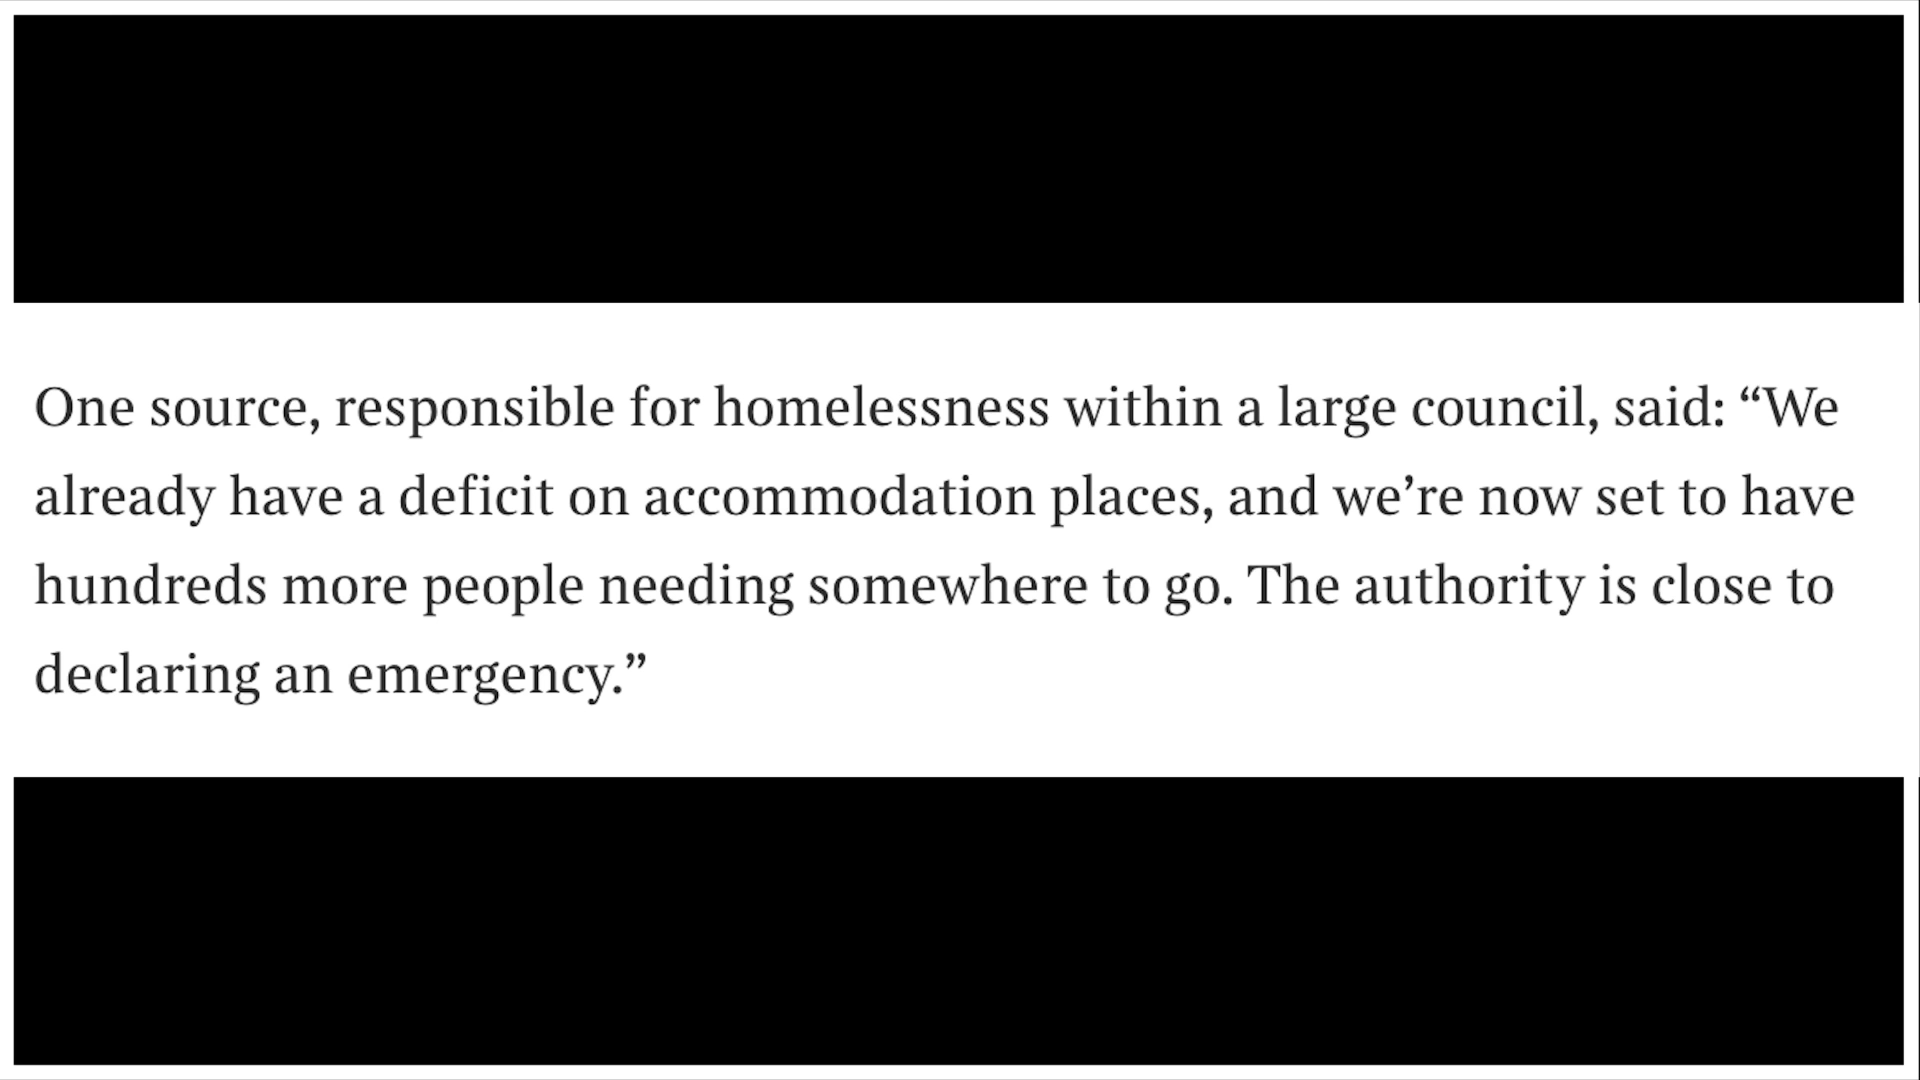 One source, responsible for homelessness within a large council, said: “We
already have a deficit on accommodation places, and we’re now set to have
hundreds more people needing somewhere to go. The authority is close to
declaring an emergency.”